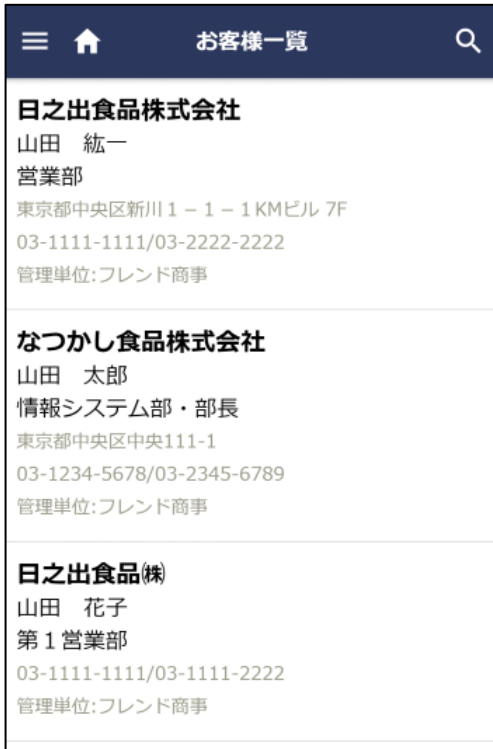 お客様一覧
日之出食品株式会社
山田　紘一
営業部
東京都中央区新川１－１－１KMビル 7F
03-1111-1111/03-2222-2222
管理単位:フレンド商事
なつかし食品株式会社
山田　太郎
情報システム部・部長
東京都中央区中央111-1
03-1234-5678/03-2345-6789
管理単位:フレンド商事
日之出食品㈱
山田　花子
第１営業部
03-1111-1111/03-1111-2222
管理単位:フレンド商事